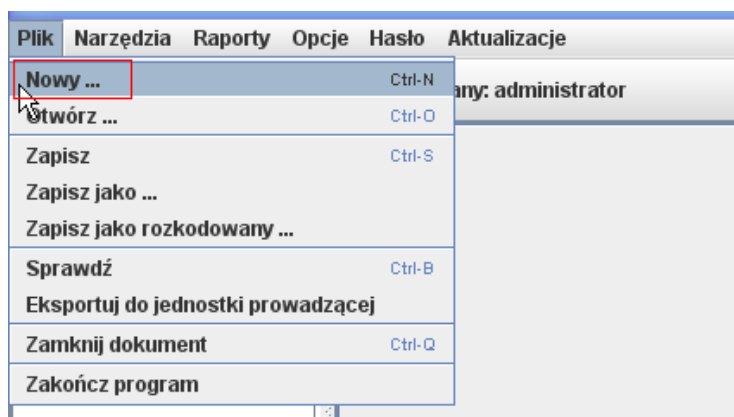 Plik Narzędzia Raporty Opcje Hasło Aktualizacje
Nowy ... Ctrl-N
any: administrator
Otwórz ... Ctrl-O
Zapisz Ctrl-S
Zapisz jako ...
Zapisz jako rozkodowany ...
Sprawdź Ctrl-B
Eksportuj do jednostki prowadzącej
Zamknij dokument Ctrl-Q
Zakończ program